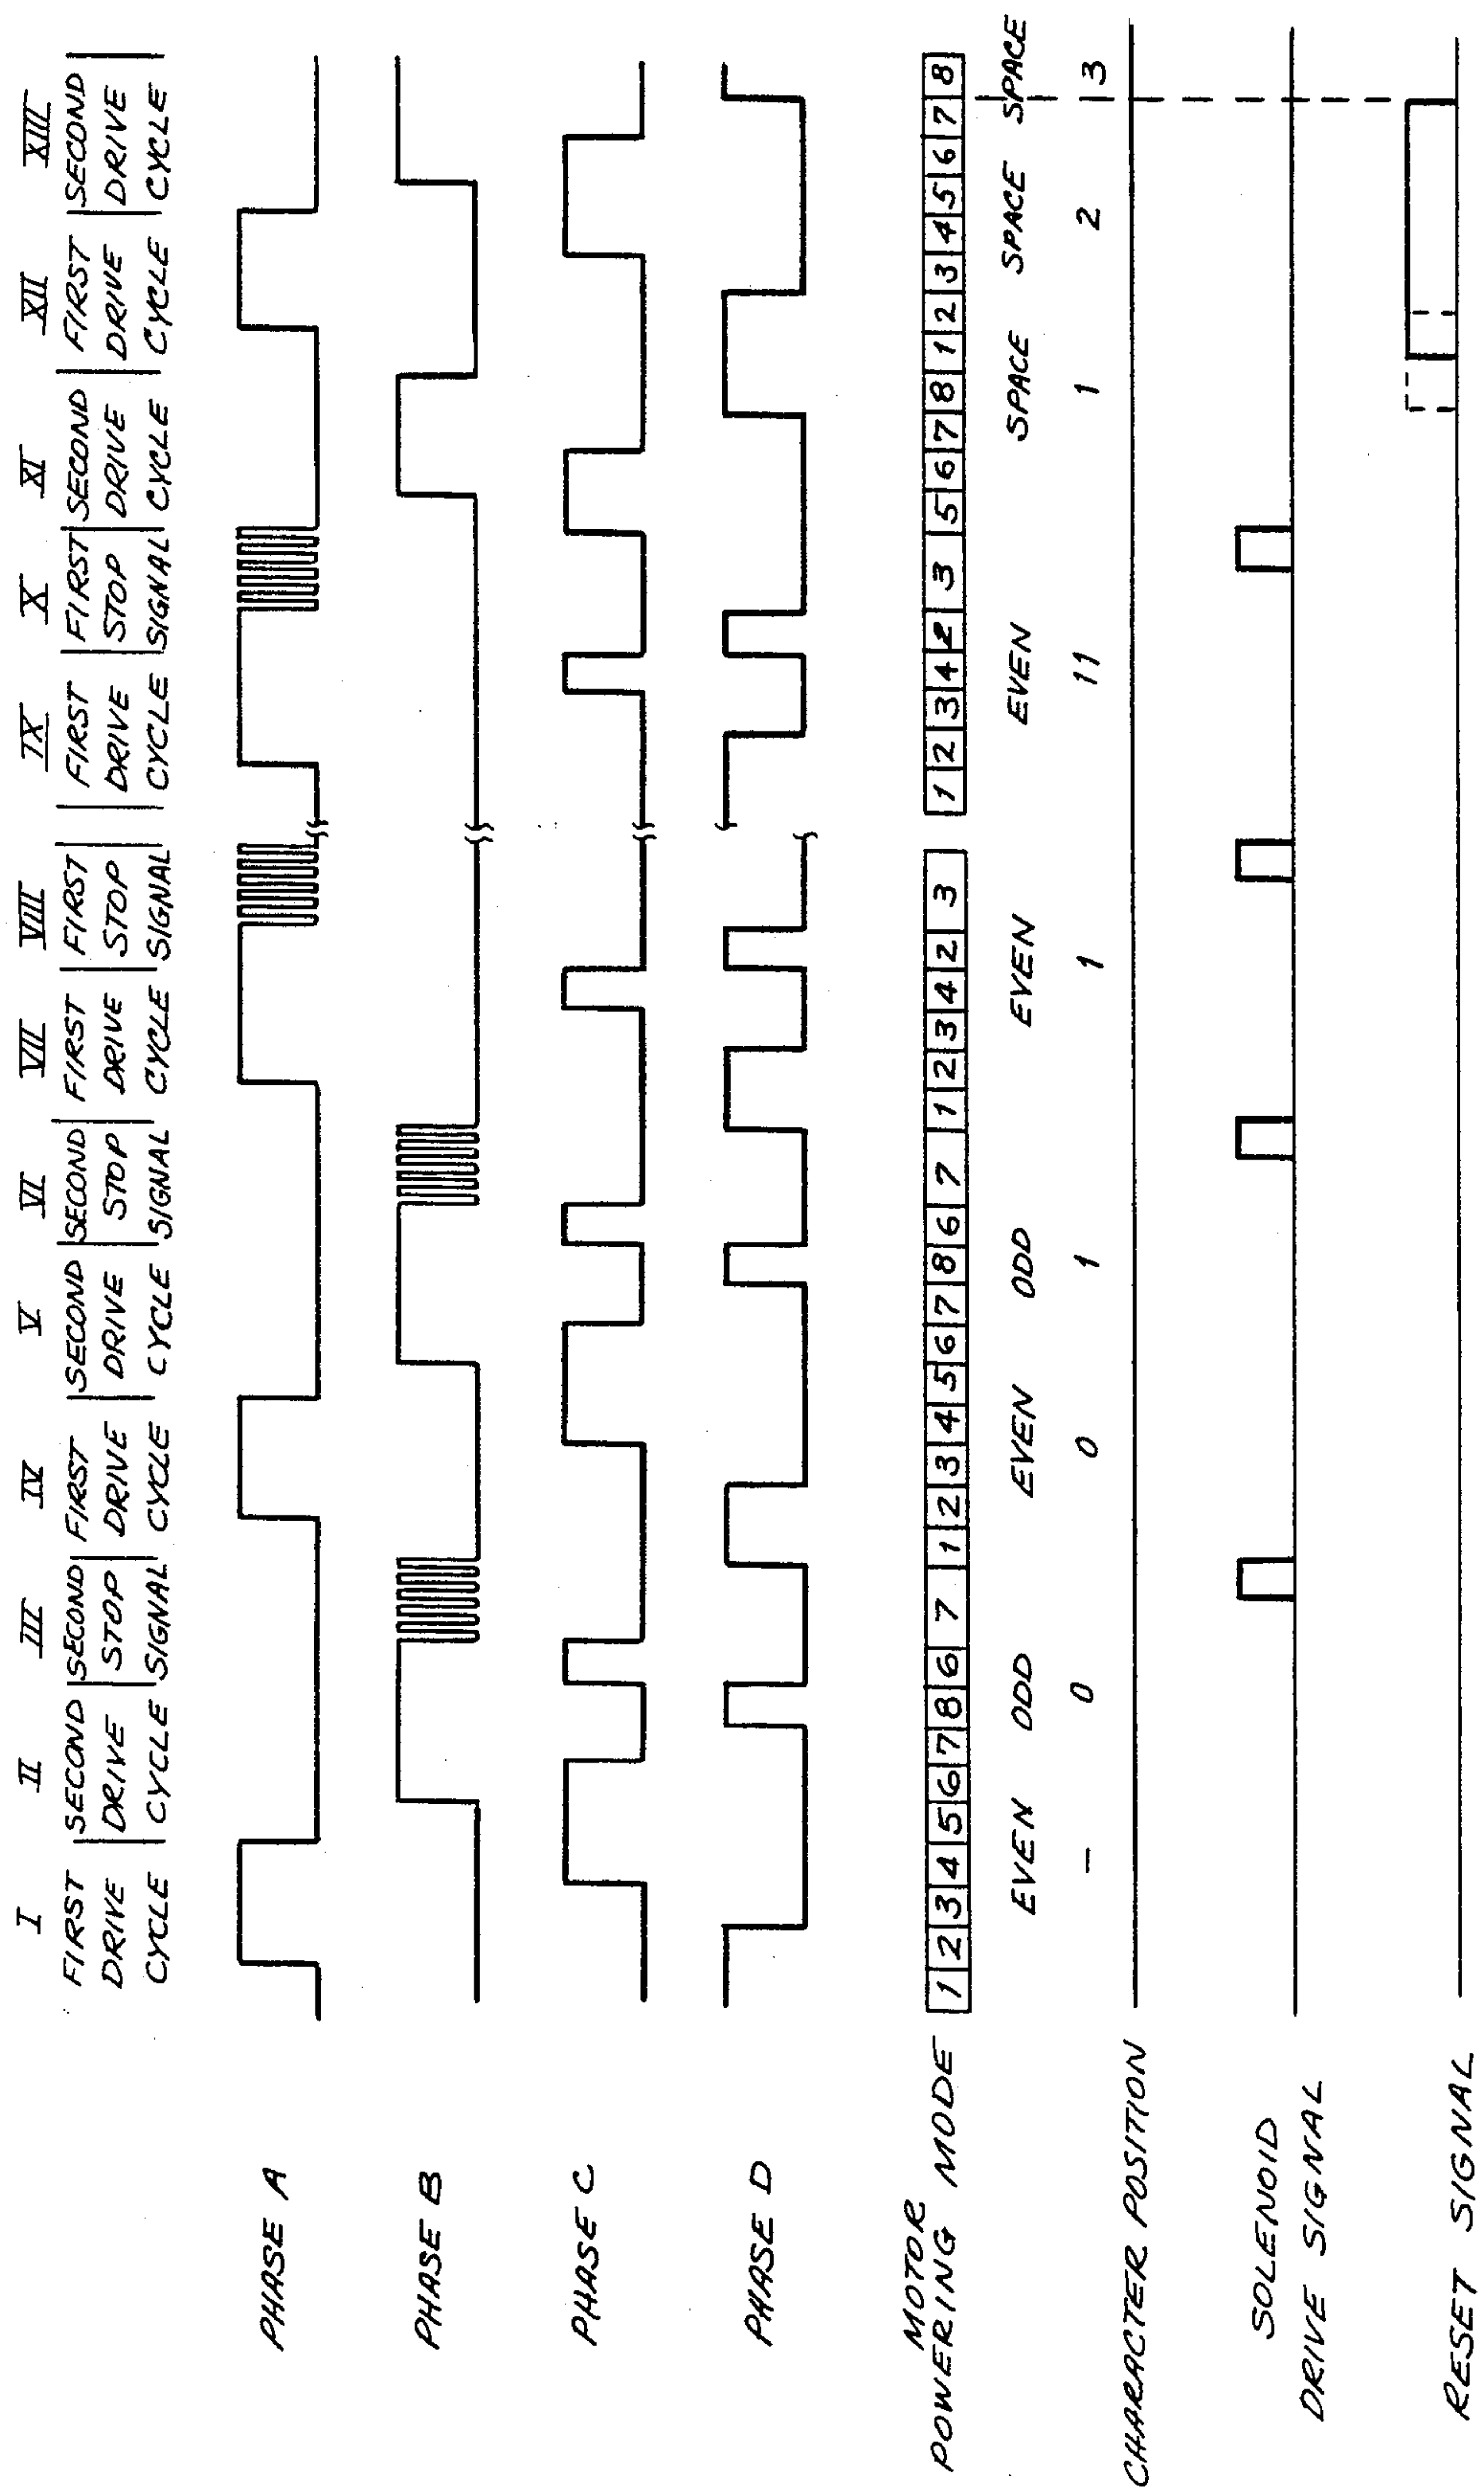 I II III IV V VI VII VIII IX X XI XII XIII
FIRST DRIVE CYCLE
SECOND DRIVE CYCLE
SECOND STOP SIGNAL
FIRST DRIVE CYCLE
SECOND DRIVE CYCLE
SECOND STOP SIGNAL
FIRST DRIVE CYCLE
FIRST STOP SIGNAL
FIRST DRIVE CYCLE
FIRST STOP SIGNAL
SECOND DRIVE CYCLE
FIRST DRIVE CYCLE
SECOND DRIVE CYCLE
PHASE A
PHASE B
PHASE C
PHASE D
MOTOR
POWERING MODE 1 2 3 4 5 6 7 8 6 7 1 2 3 4 5 6 7 8 6 7 1 2 3 4 2 3 1 2 3 4 2 3 5 6 7 8 1 2 3 4 5 6 7 8
EVEN ODD EVEN ODD EVEN EVEN SPACE SPACE SPACE
— 0 0 1 1 11 1 2 3
CHARACTER POSITION
SOLENOID
DRIVE SIGNAL
RESET SIGNAL